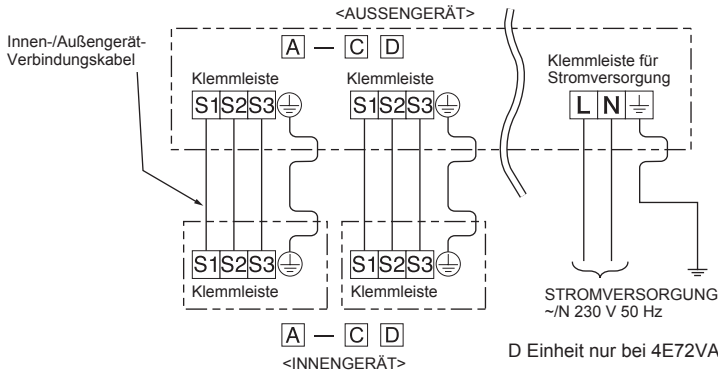 <AUSSENGERÄT>
Innen-/Außengerät-
Verbindungskabel
A — C D
Klemmleiste
Klemmleiste
Klemmleiste für
Stromversorgung
S1 S2 S3
S1 S2 S3
L N
S1 S2 S3
S1 S2 S3
Klemmleiste
Klemmleiste
STROMVERSORGUNG
~/N 230 V 50 Hz
A — C D
<INNENGERÄT>
D Einheit nur bei 4E72VA